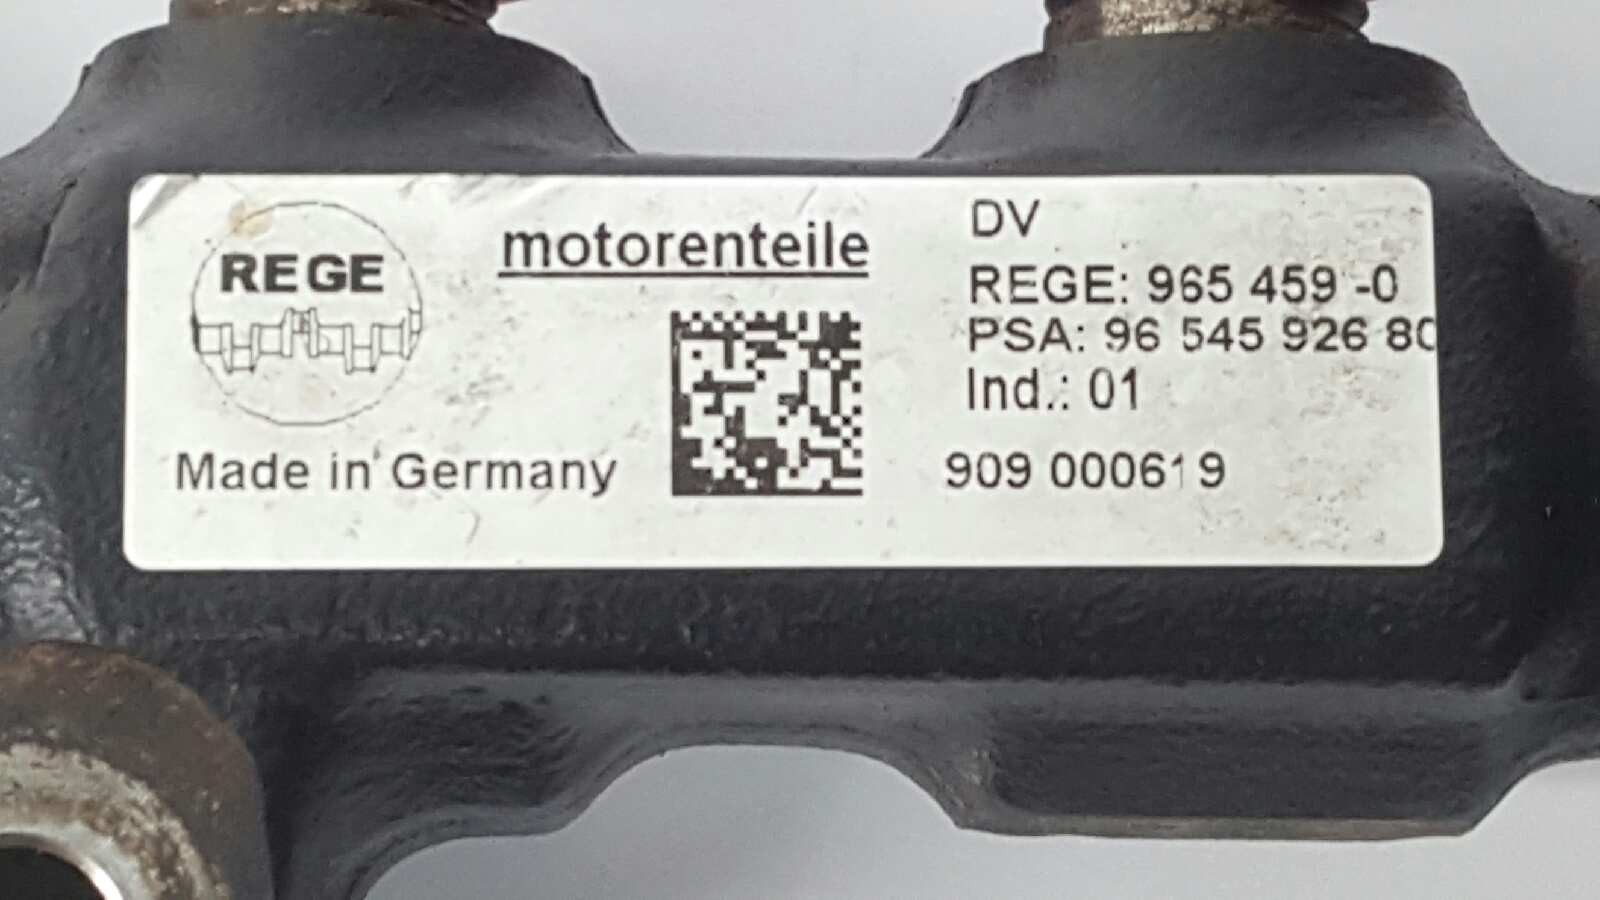 REGE
motorenteile
Made in Germany
DV
REGE: 965 459 -0
PSA: 96 545 926 80
Ind.: 01
909 000619